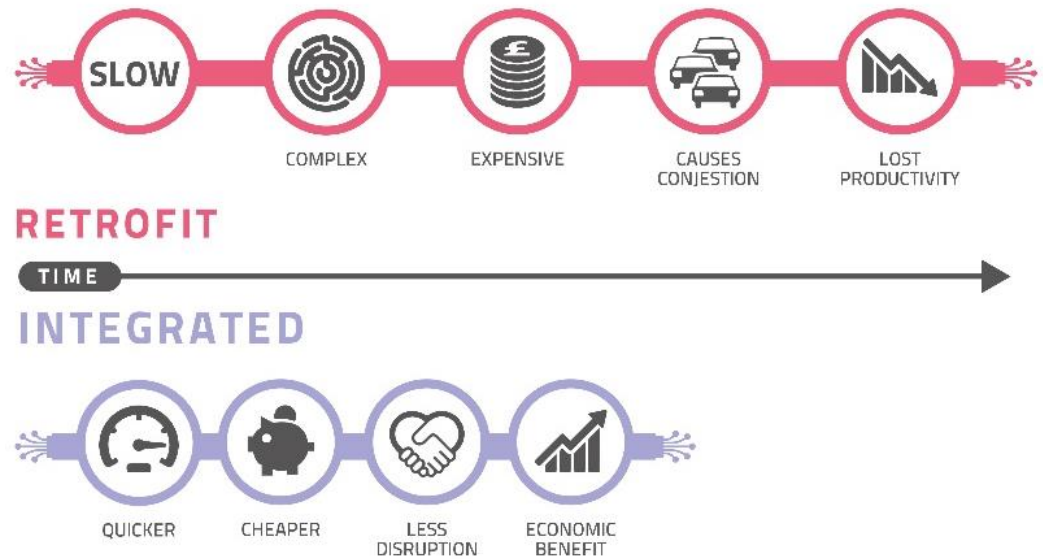 SLOW
£
COMPLEX
EXPENSIVE
CAUSES
CONJESTION
LOST
PRODUCTIVITY
RETROFIT
TIME
INTEGRATED
QUICKER
CHEAPER
LESS
DISRUPTION
ECONOMIC
BENEFIT